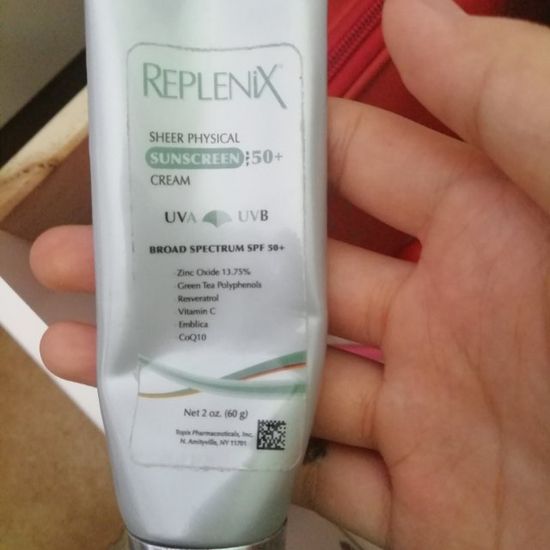 REPLENIX
SHEER PHYSICAL
SUNSCREEN SPF 50+
CREAM
UVA UVB
BROAD SPECTRUM SPF 50+
Zinc Oxide 13.75%
Green Tea Polyphenols
Resveratrol
Vitamin C
Emblica
CoQ10
Net 2 oz. (60 g)
Topix Pharmaceuticals, Inc.
N. Amityville, NY 11701